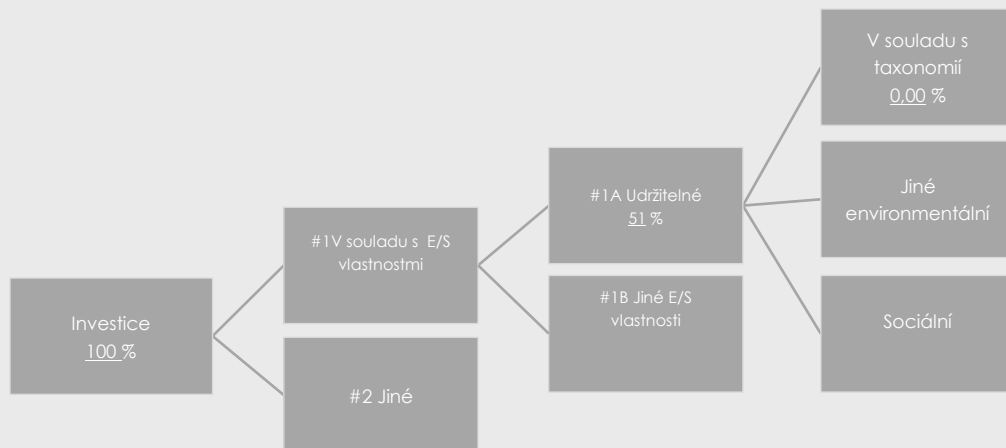 Investice
100 %
#1V souladu s E/S
vlastnostmi
#2 Jiné
#1A Udržitelné
51 %
#1B Jiné E/S
vlastnosti
V souladu s
taxonomií
0,00 %
Jiné
environmentální
Sociální